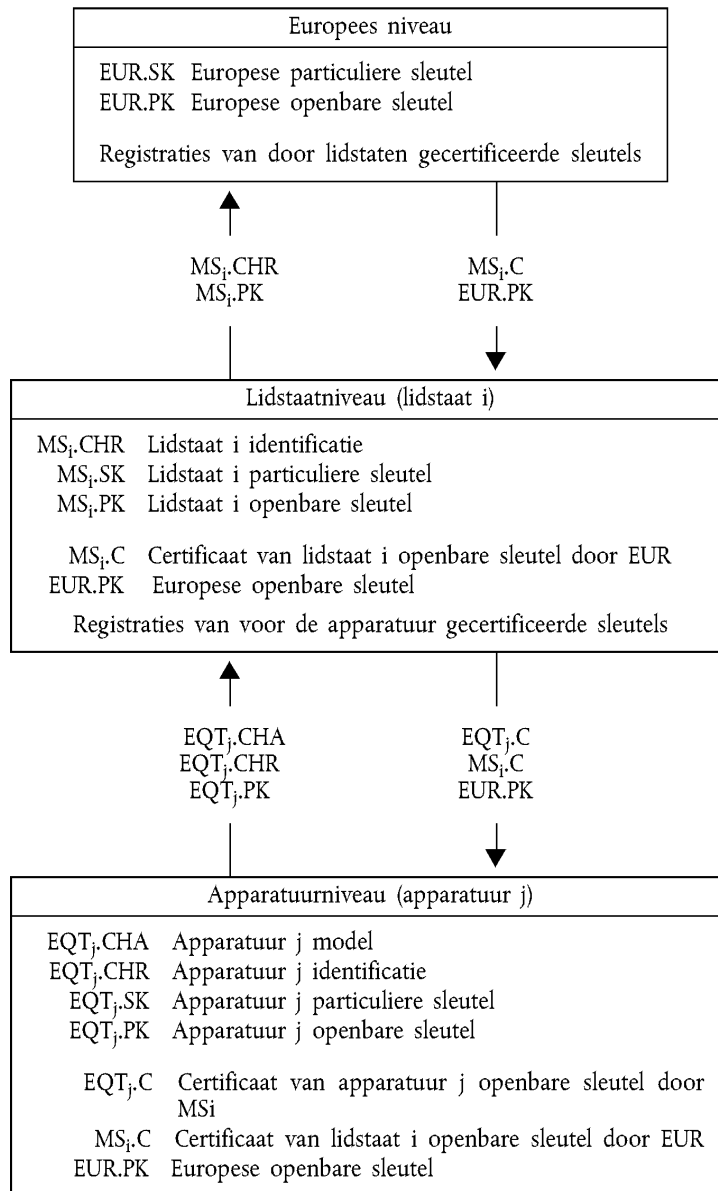 Europees niveau
EUR.SK Europese particuliere sleutel
EUR.PK Europese openbare sleutel
Registraties van door lidstaten gecertificeerde sleutels
MSi.CHR
MSi.PK
MSi.C
EUR.PK
Lidstaatniveau (lidstaat i)
MSi.CHR Lidstaat i identificatie
MSi.SK Lidstaat i particuliere sleutel
MSi.PK Lidstaat i openbare sleutel
MSi.C Certificaat van lidstaat i openbare sleutel door EUR
EUR.PK Europese openbare sleutel
Registraties van voor de apparatuur gecertificeerde sleutels
EQTj.CHA
EQTj.CHR
EQTj.PK
EQTj.C
MSi.C
EUR.PK
Apparatuurniveau (apparatuur j)
EQTj.CHA Apparatuur j model
EQTj.CHR Apparatuur j identificatie
EQTj.SK Apparatuur j particuliere sleutel
EQTj.PK Apparatuur j openbare sleutel
EQTj.C Certificaat van apparatuur j openbare sleutel door
MSi
MSi.C Certificaat van lidstaat i openbare sleutel door EUR
EUR.PK Europese openbare sleutel